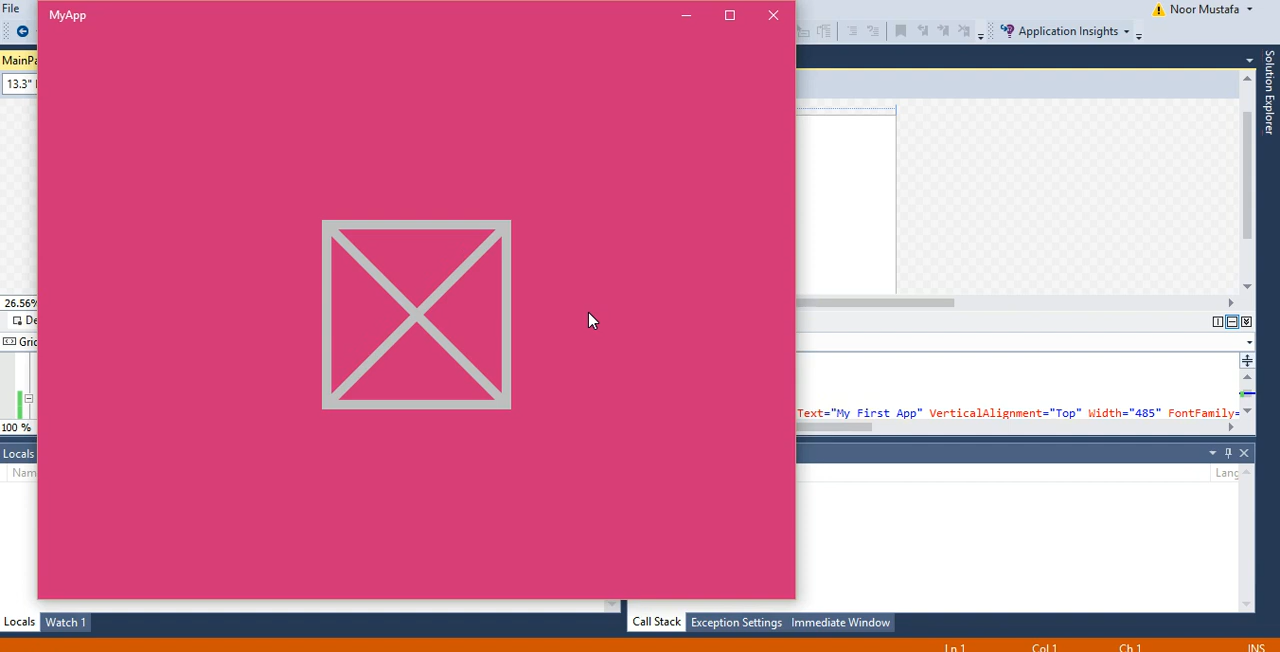 File
MyApp
Noor Mustafa
Application Insights
MainPa
13.3"
Solution Explorer
26.56%
De
Grid
Text="My First App" VerticalAlignment="Top" Width="485" FontFamily=
100 %
Locals
Nam
Lang
Locals Watch 1
Call Stack Exception Settings Immediate Window
Ln 1 Col 1 Ch 1 INS